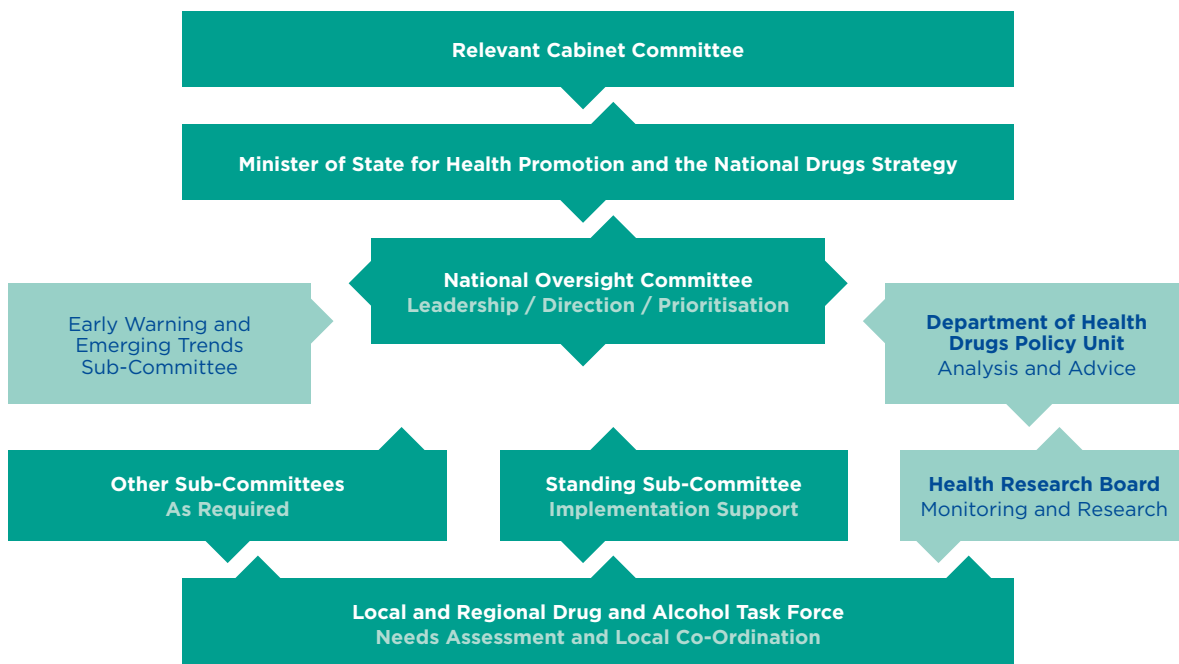 Relevant Cabinet Committee
Minister of State for Health Promotion and the National Drugs Strategy
National Oversight Committee
Leadership / Direction / Prioritisation
Early Warning and
Emerging Trends
Sub-Committee
Department of Health
Drugs Policy Unit
Analysis and Advice
Other Sub-Committees
As Required
Standing Sub-Committee
Implementation Support
Health Research Board
Monitoring and Research
Local and Regional Drug and Alcohol Task Force
Needs Assessment and Local Co-Ordination